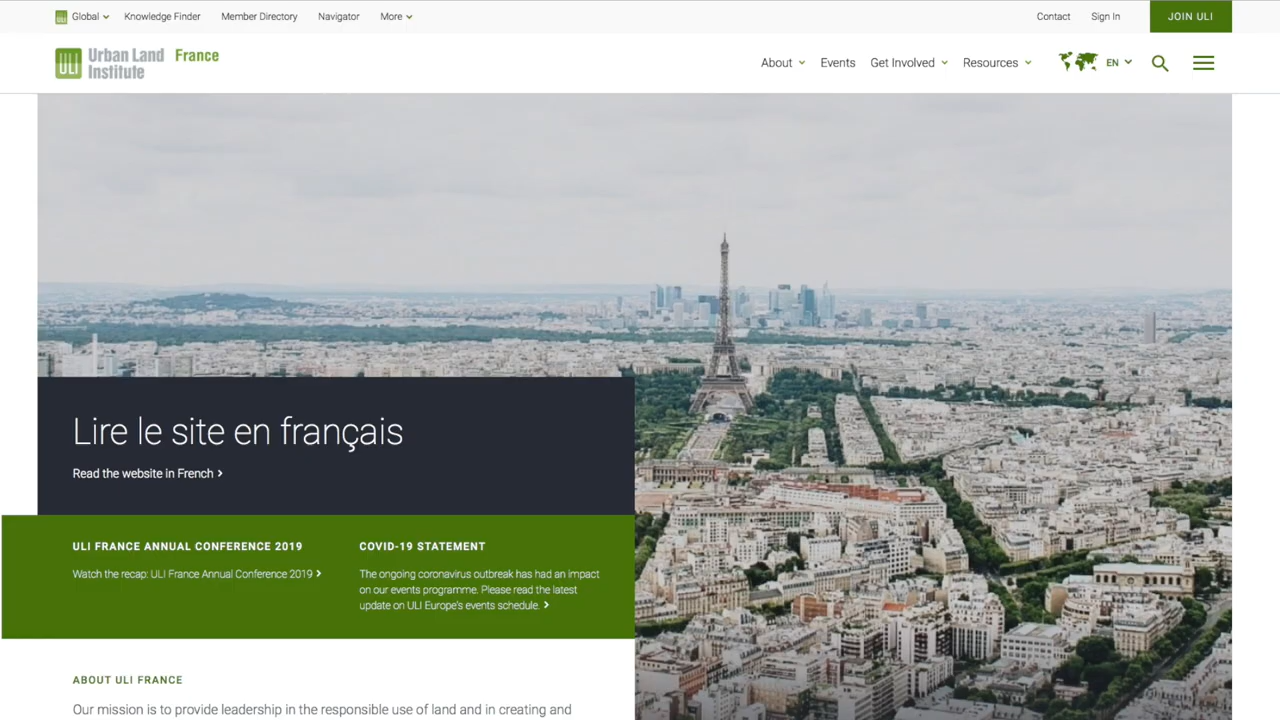 ULI Global Knowledge Finder Member Directory Navigator More Contact Sign In JOIN ULI
ULI Urban Land Institute France
About Events Get Involved Resources EN
Lire le site en français
Read the website in French
ULI FRANCE ANNUAL CONFERENCE 2019
Watch the recap: ULI France Annual Conference 2019
COVID-19 STATEMENT
The ongoing coronavirus outbreak has had an impact
on our events programme. Please read the latest
update on ULI Europe's events schedule.
ABOUT ULI FRANCE
Our mission is to provide leadership in the responsible use of land and in creating and